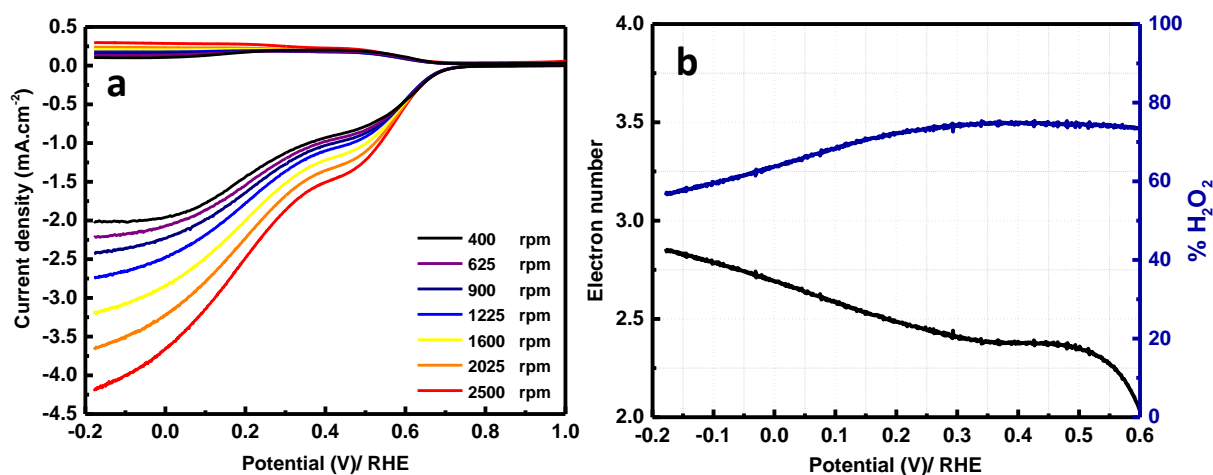 a
0.5
0.0
-0.5
-1.0
-1.5
-2.0
-2.5
-3.0
-3.5
-4.0
-4.5
Current density (mA.cm-2)
400 rpm
625 rpm
900 rpm
1225 rpm
1600 rpm
2025 rpm
2500 rpm
-0.2 0.0 0.2 0.4 0.6 0.8 1.0
Potential (V)/ RHE
b
4.0
3.5
3.0
2.5
2.0
Electron number
100
80
60
40
20
0
% H2O2
-0.2 -0.1 0.0 0.1 0.2 0.3 0.4 0.5 0.6
Potential (V)/ RHE